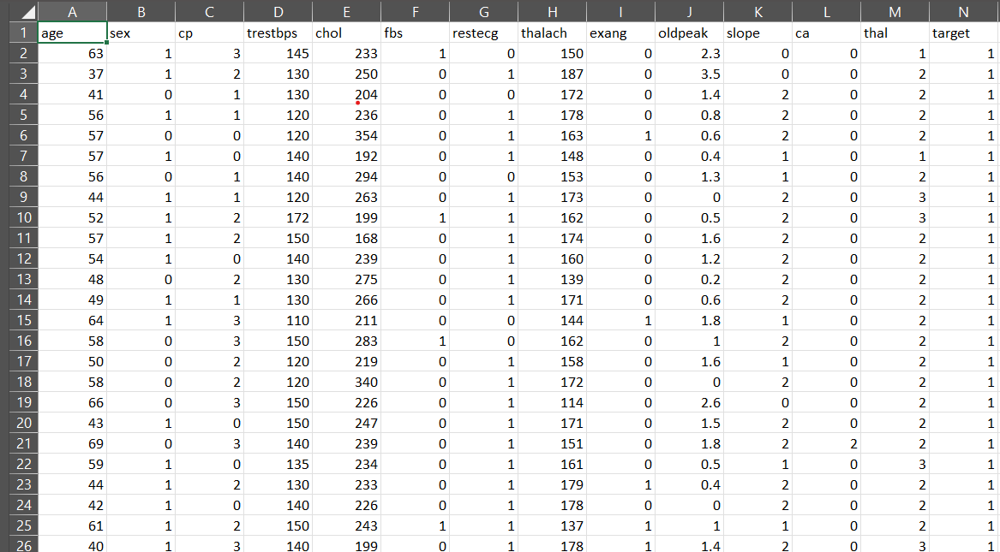 A B C D E F G H I J K L M N
1 age sex cp trestbps chol fbs restecg thalach exang oldpeak slope ca thal target
2 63 1 3 145 233 1 0 150 0 2.3 0 0 1 1
3 37 1 2 130 250 0 1 187 0 3.5 0 0 2 1
4 41 0 1 130 204 0 0 172 0 1.4 2 0 2 1
5 56 1 1 120 236 0 1 178 0 0.8 2 0 2 1
6 57 0 0 120 354 0 1 163 1 0.6 2 0 2 1
7 57 1 0 140 192 0 1 148 0 0.4 1 0 1 1
8 56 0 1 140 294 0 0 153 0 1.3 1 0 2 1
9 44 1 1 120 263 0 1 173 0 0 2 0 3 1
10 52 1 2 172 199 1 1 162 0 0.5 2 0 3 1
11 57 1 2 150 168 0 1 174 0 1.6 2 0 2 1
12 54 1 0 140 239 0 1 160 0 1.2 2 0 2 1
13 48 0 2 130 275 0 1 139 0 0.2 2 0 2 1
14 49 1 1 130 266 0 1 171 0 0.6 2 0 2 1
15 64 1 3 110 211 0 0 144 1 1.8 1 0 2 1
16 58 0 3 150 283 1 0 162 0 1 2 0 2 1
17 50 0 2 120 219 0 1 158 0 1.6 1 0 2 1
18 58 0 2 120 340 0 1 172 0 0 2 0 2 1
19 66 0 3 150 226 0 1 114 0 2.6 0 0 2 1
20 43 1 0 150 247 0 1 171 0 1.5 2 0 2 1
21 69 0 3 140 239 0 1 151 0 1.8 2 2 2 1
22 59 1 0 135 234 0 1 161 0 0.5 1 0 3 1
23 44 1 2 130 233 0 1 179 1 0.4 2 0 2 1
24 42 1 0 140 226 0 1 178 0 0 2 0 2 1
25 61 1 2 150 243 1 1 137 1 1 1 0 2 1
26 40 1 3 140 199 0 1 178 1 1.4 2 0 3 1